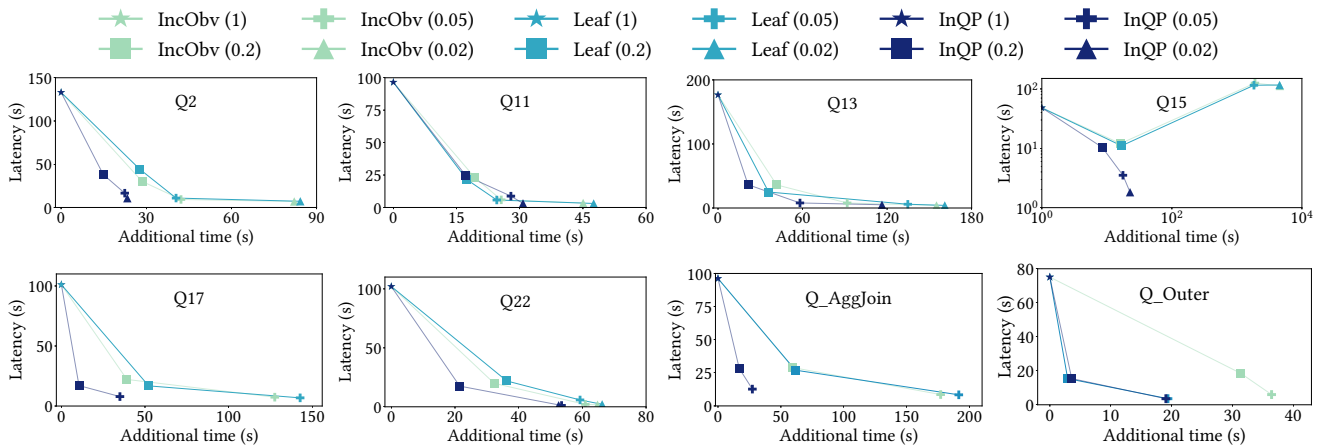 IncObv (1) IncObv (0.05) Leaf (1) Leaf (0.05) InQP (1) InQP (0.05)
IncObv (0.2) IncObv (0.02) Leaf (0.2) Leaf (0.02) InQP (0.2) InQP (0.02)
Q2
Latency (s)
150
100
50
0
0 30 60 90
Additional time (s)
Q11
Latency (s)
100
75
50
25
0
0 15 30 45 60
Additional time (s)
Q13
Latency (s)
200
100
0
0 60 120 180
Additional time (s)
Q15
Latency (s)
10²
10¹
10⁰
10⁰ 10² 10⁴
Additional time (s)
Q17
Latency (s)
100
50
0
0 50 100 150
Additional time (s)
Q22
Latency (s)
100
50
0
0 20 40 60 80
Additional time (s)
Q_AggJoin
Latency (s)
100
75
50
25
0
0 50 100 150 200
Additional time (s)
Q_Outer
Latency (s)
80
60
40
20
0
0 10 20 30 40
Additional time (s)